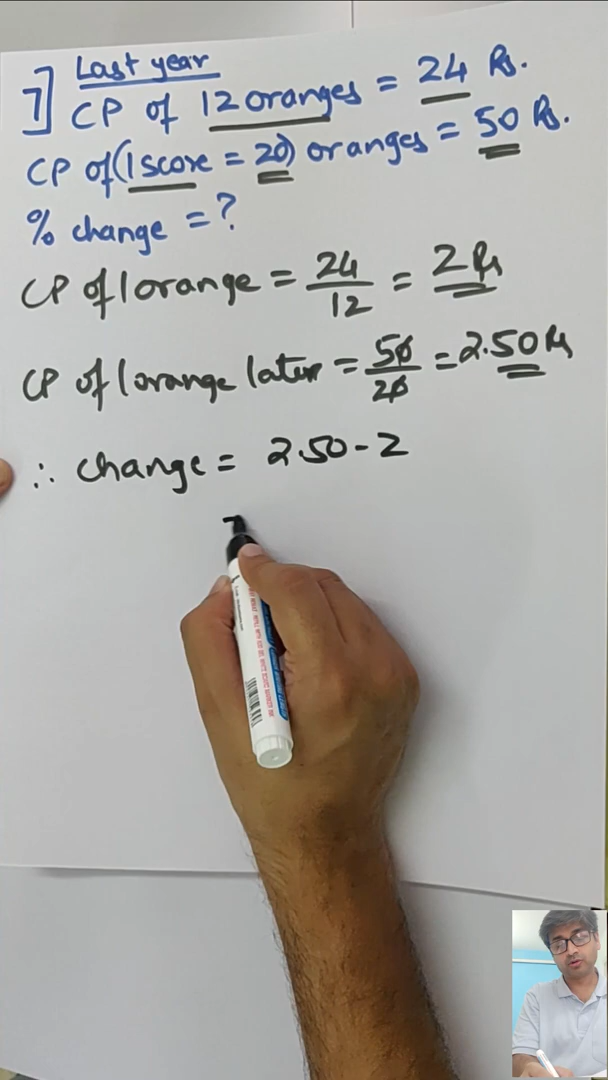 7] Last year
CP of 12 oranges = 24 Rs.
CP of (1 score = 20) oranges = 50 Rs.
% change = ?
CP of 1 orange = 24/12 = 2 Rs
CP of 1 orange later = 50/20 = 2.50 Rs
∴ change = 2.50 - 2